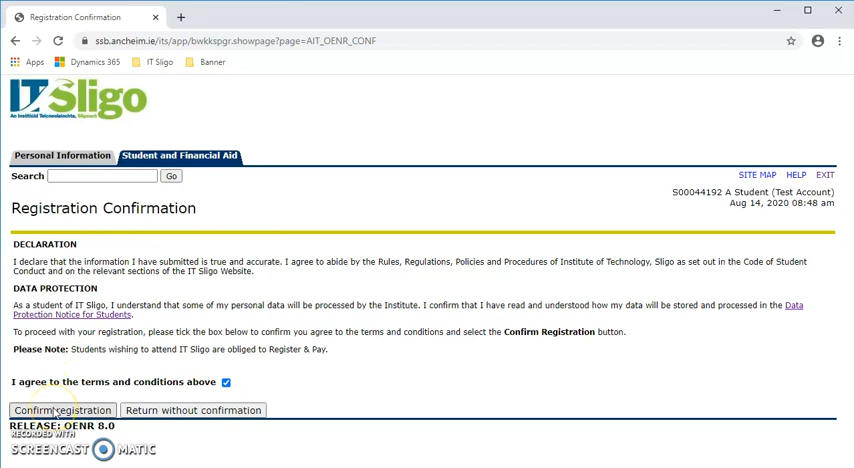 Registration Confirmation
ssb.ancheim.ie/its/app/bwkkspgr.showpage?page=AIT_OENR_CONF
Apps Dynamics 365 IT Sligo Banner
IT Sligo
An Institiúid Teicneolaíochta, Sligeach
Personal Information Student and Financial Aid
Search Go
SITE MAP HELP EXIT
S00044192 A Student (Test Account)
Aug 14, 2020 08:48 am
Registration Confirmation
DECLARATION
I declare that the information I have submitted is true and accurate. I agree to abide by the Rules, Regulations, Policies and Procedures of Institute of Technology, Sligo as set out in the Code of Student
Conduct and on the relevant sections of the IT Sligo Website.
DATA PROTECTION
As a student of IT Sligo, I understand that some of my personal data will be processed by the Institute. I confirm that I have read and understood how my data will be stored and processed in the Data
Protection Notice for Students.
To proceed with your registration, please tick the box below to confirm you agree to the terms and conditions and select the Confirm Registration button.
Please Note: Students wishing to attend IT Sligo are obliged to Register & Pay.
I agree to the terms and conditions above
Confirm registration Return without confirmation
RELEASE: OENR 8.0
RECORDED WITH
SCREENCAST MATIC